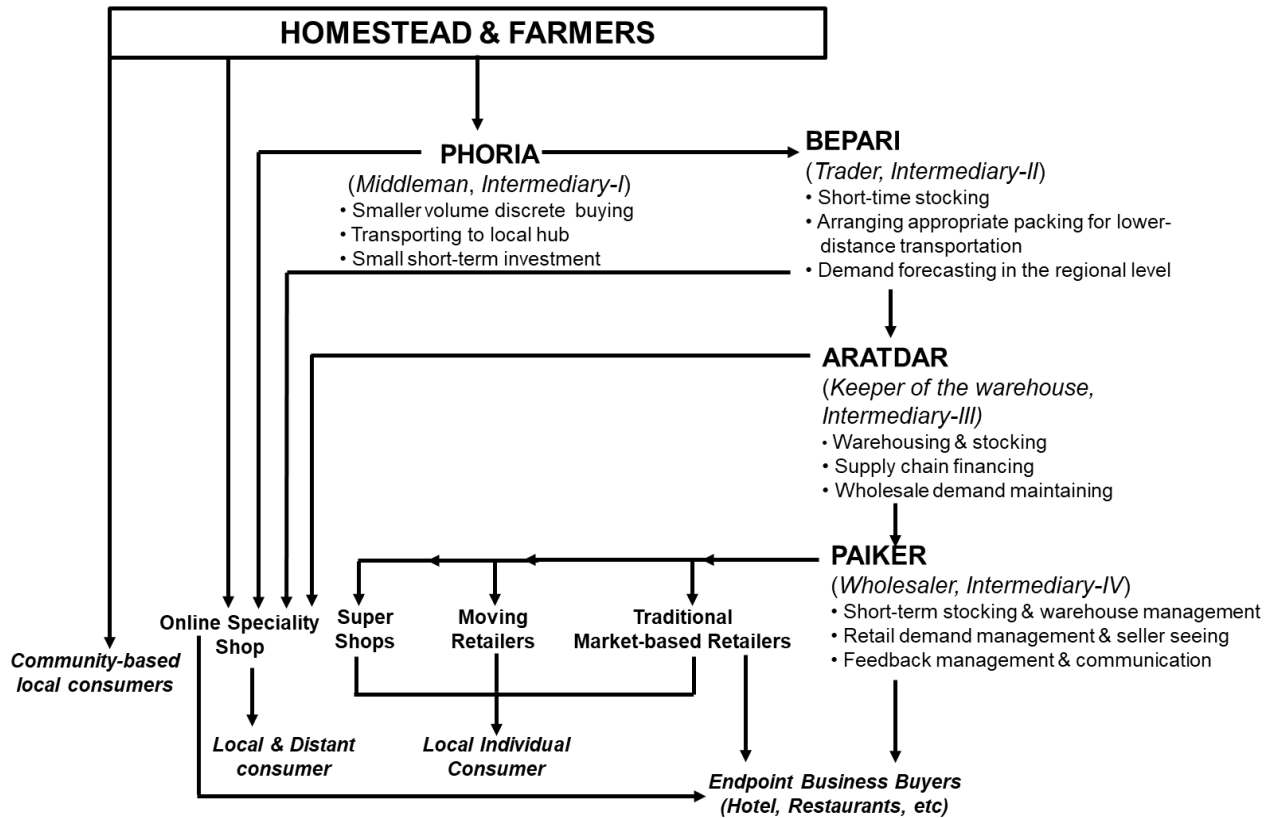 HOMESTEAD & FARMERS
PHORIA
(Middleman, Intermediary-I)
• Smaller volume discrete buying
• Transporting to local hub
• Small short-term investment
BEPARI
(Trader, Intermediary-II)
• Short-time stocking
• Arranging appropriate packing for lower-
distance transportation
• Demand forecasting in the regional level
ARATDAR
(Keeper of the warehouse,
Intermediary-III)
• Warehousing & stocking
• Supply chain financing
• Wholesale demand maintaining
PAIKER
(Wholesaler, Intermediary-IV)
• Short-term stocking & warehouse management
• Retail demand management & seller seeing
• Feedback management & communication
Community-based
local consumers
Online Speciality
Shop
Super
Shops
Moving
Retailers
Traditional
Market-based Retailers
Local & Distant
consumer
Local Individual
Consumer
Endpoint Business Buyers
(Hotel, Restaurants, etc)